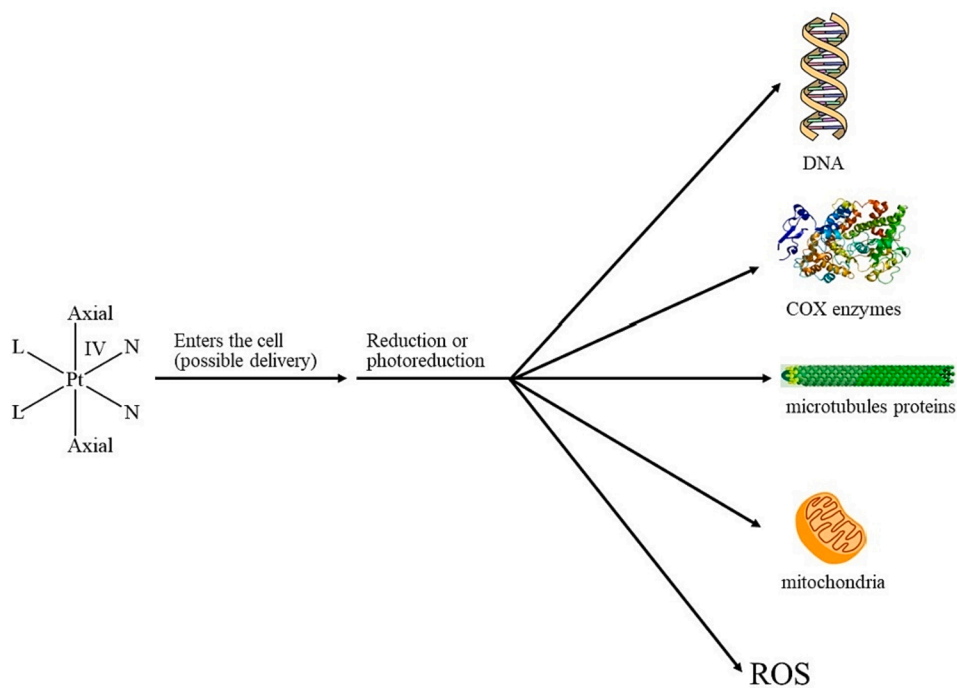 Axial
L IV N
Pt
L N
Axial
Enters the cell
(possible delivery)
Reduction or
photoreduction
DNA
COX enzymes
microtubules proteins
mitochondria
ROS